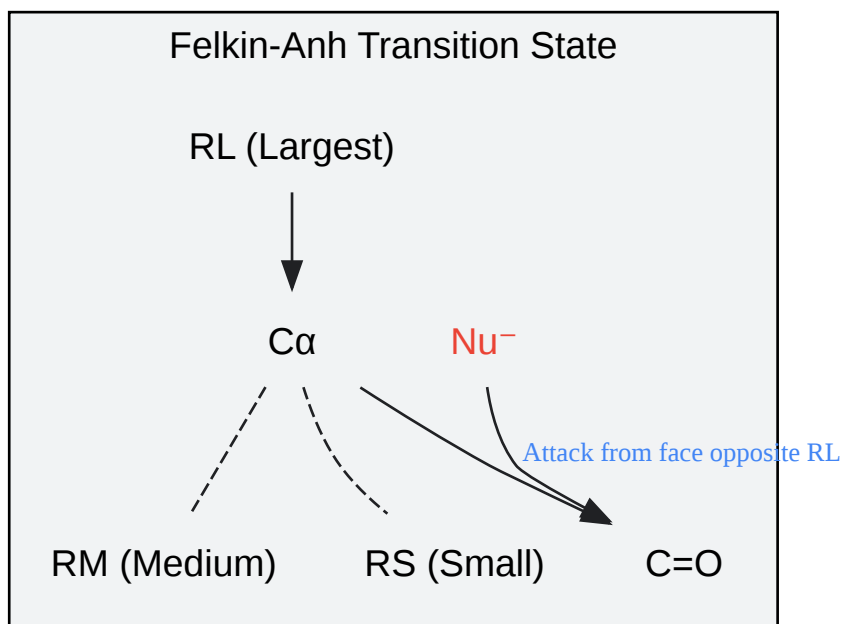 Felkin-Anh Transition State
RL (Largest)
Cα
Nu⁻
Attack from face opposite RL
RM (Medium)
RS (Small)
C=O